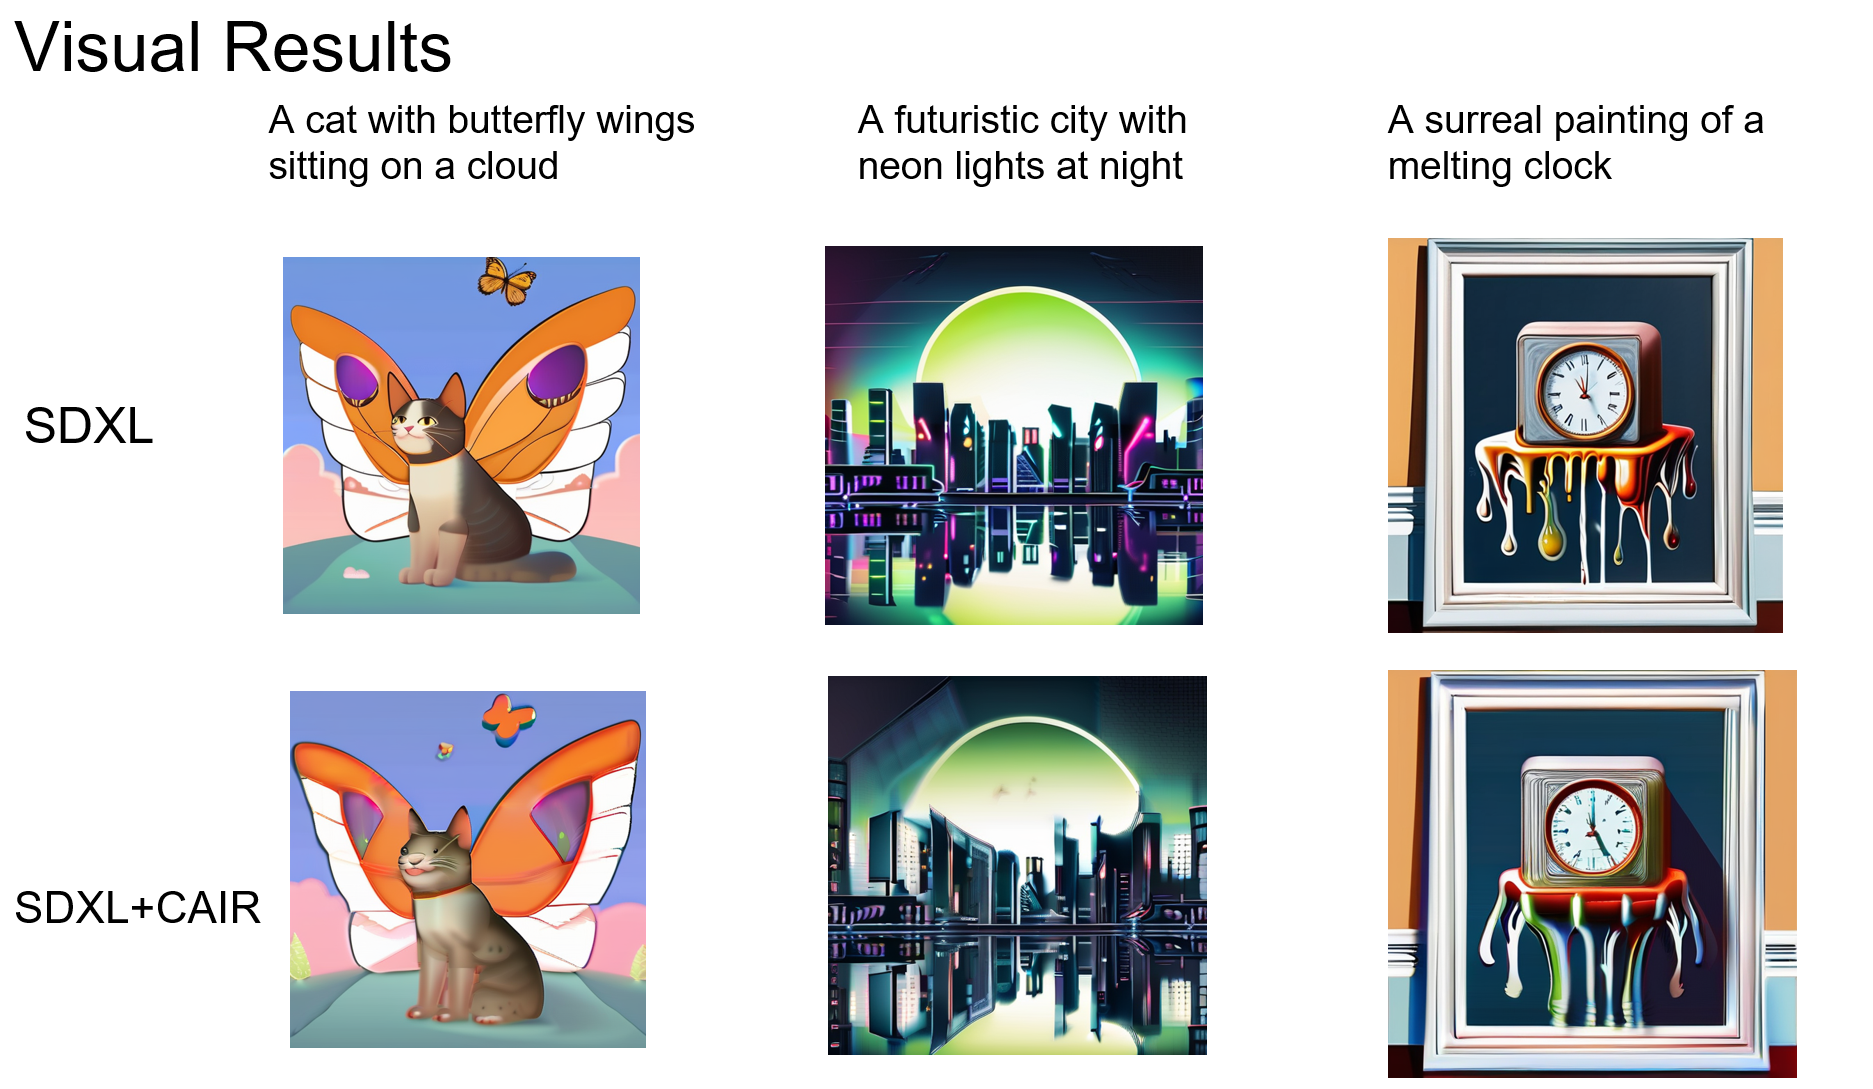 Visual Results
A cat with butterfly wings
sitting on a cloud
A futuristic city with
neon lights at night
A surreal painting of a
melting clock
SDXL
SDXL+CAIR